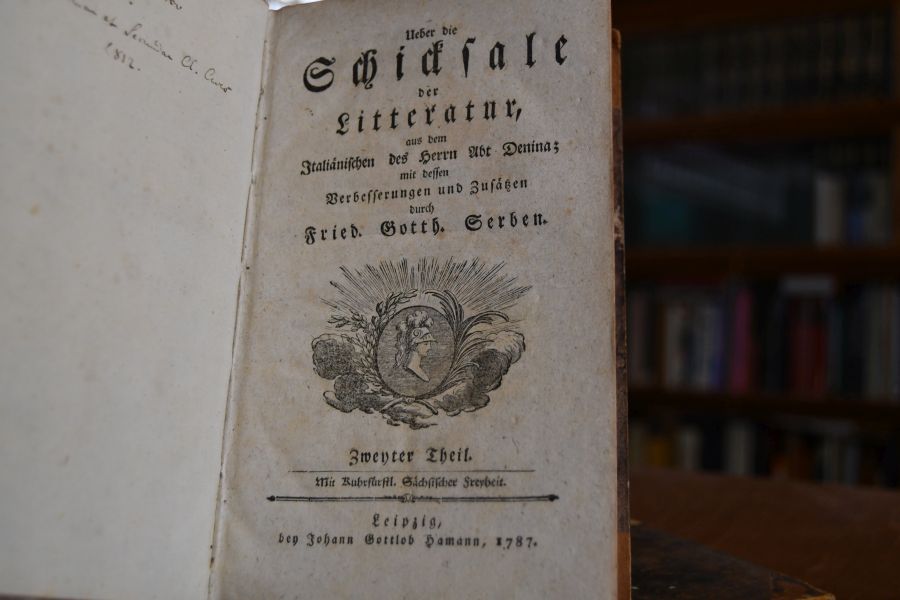 1812.
Ueber die
Schicksale
der
Litteratur,
aus dem
Italiänischen des Herrn Abt Denina;
mit dessen
Verbesserungen und Zusätzen
durch
Fried. Gotth. Serben.
Zweyter Theil.
Mit Kuhrfürstl. Sächsischer Freyheit.
Leipzig,
bey Johann Gottlob Hamann, 1787.